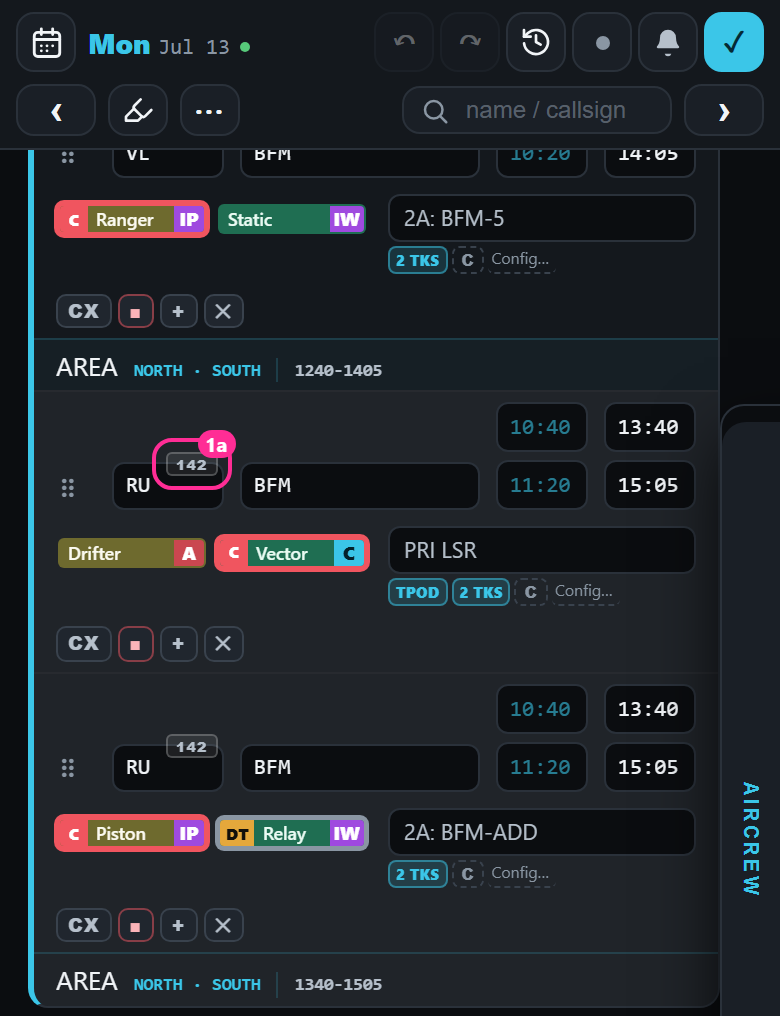 Mon Jul 13
name / callsign
VL BFM 10:20 14:05
C Ranger IP Static IW 2A: BFM-5
2 TKS C Config...
CX + ×
AREA NORTH · SOUTH 1240-1405
10:40 13:40
1a
142
RU BFM 11:20 15:05
Drifter A C Vector C PRI LSR
TPOD 2 TKS C Config...
CX + ×
10:40 13:40
142
RU BFM 11:20 15:05
C Piston IP DT Relay IW 2A: BFM-ADD
2 TKS C Config...
CX + ×
AREA NORTH · SOUTH 1340-1505
AIRCREW